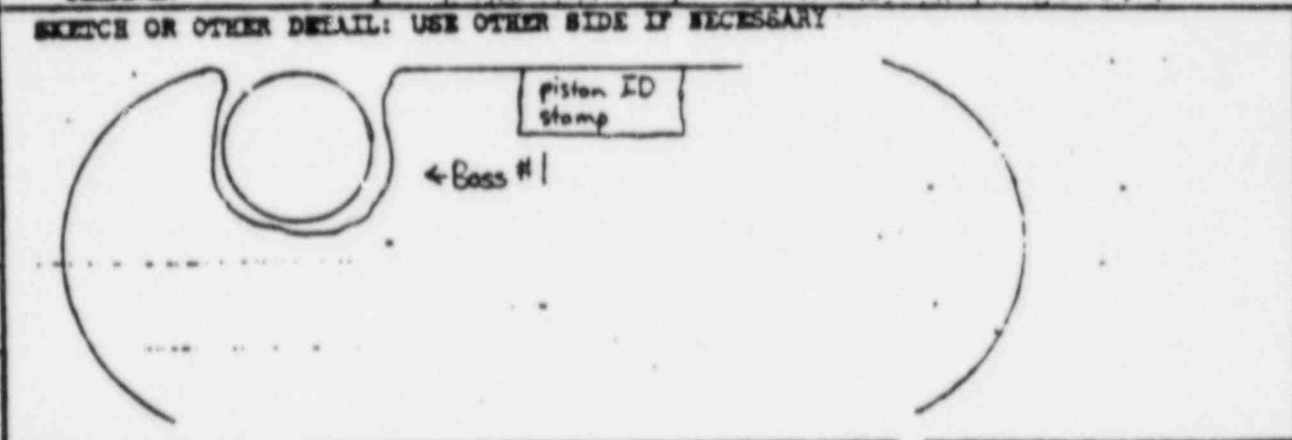 SKETCH OR OTHER DETAIL: USE OTHER SIDE IF NECESSARY
piston ID
stamp
←Boss #1